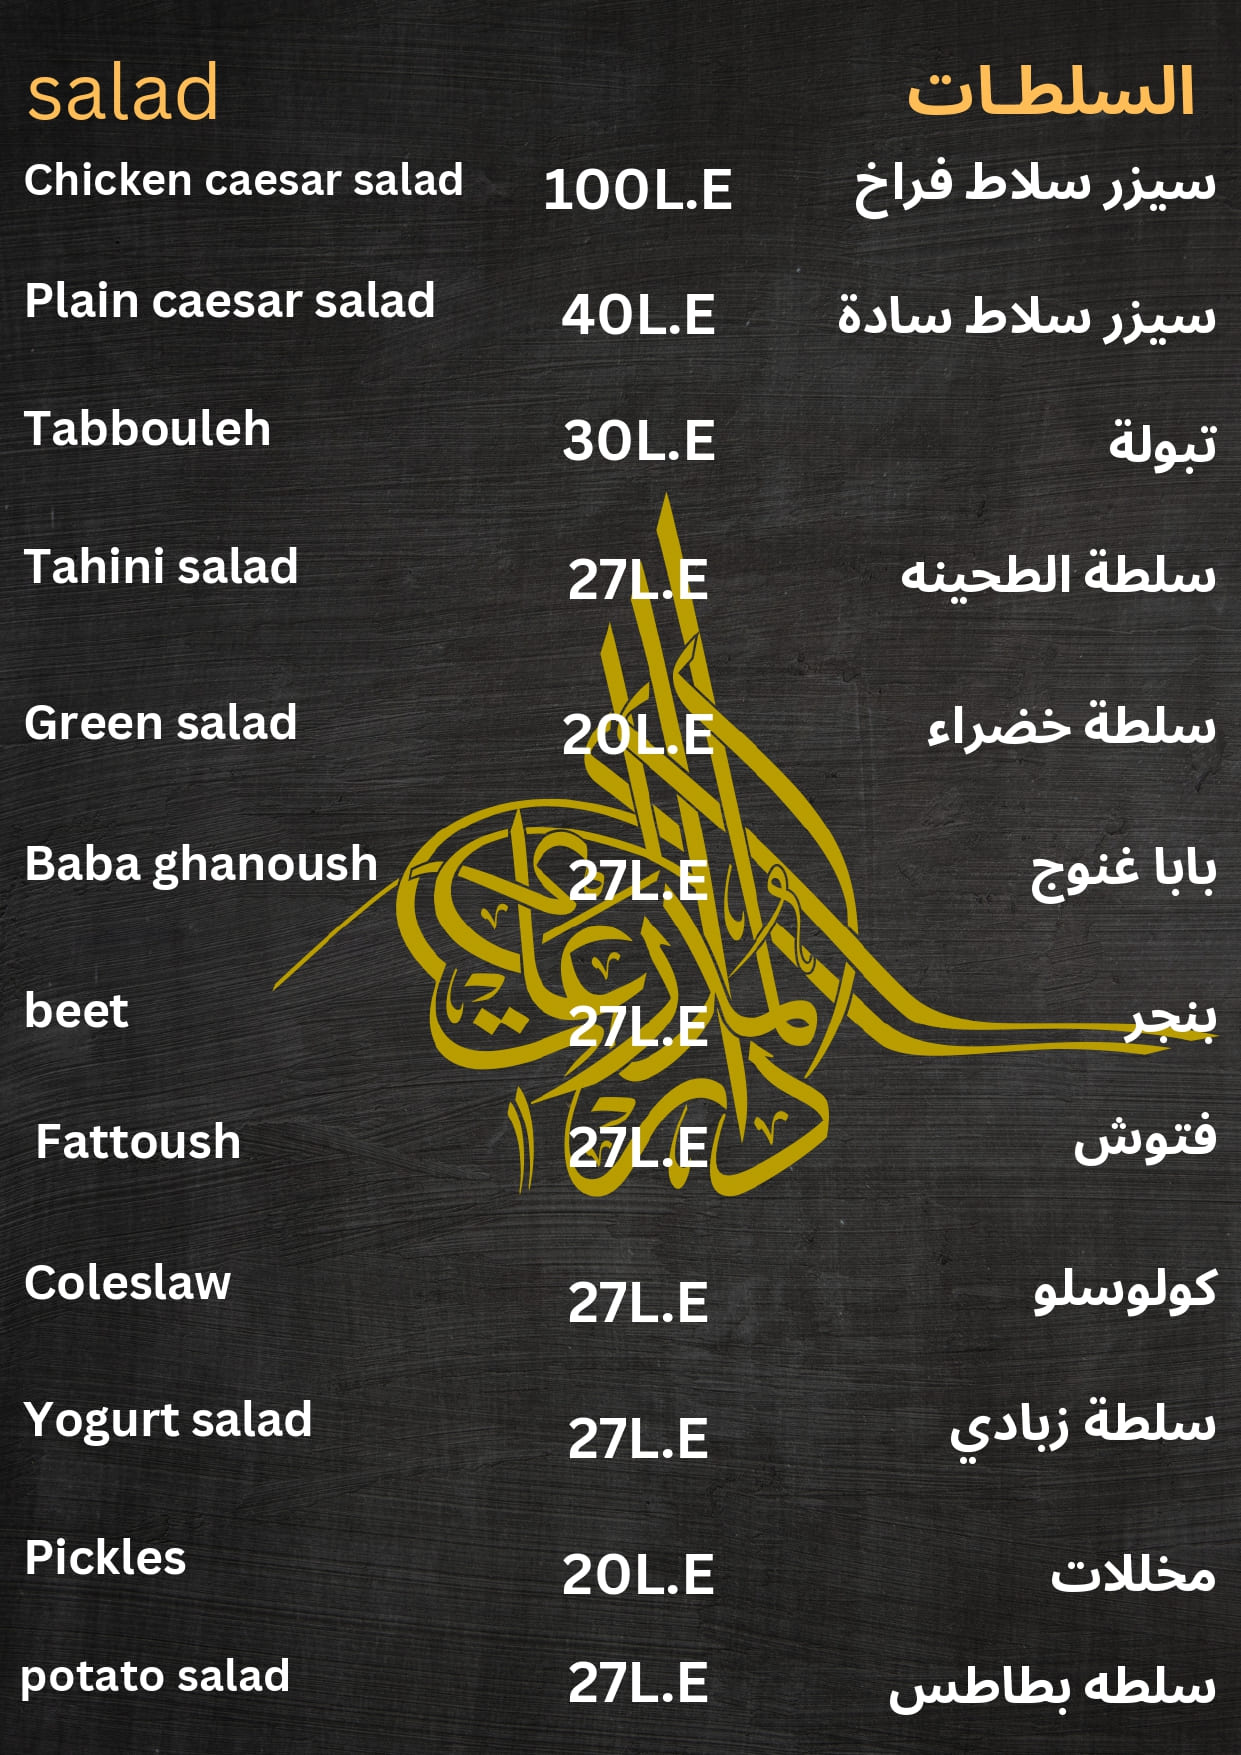 salad السلطـات
Chicken caesar salad 100L.E سيزر سلاط فراخ
Plain caesar salad 40L.E سيزر سلاط سادة
Tabbouleh 30L.E تبولة
Tahini salad 27L.E سلطة الطحينه
Green salad 20L.E سلطة خضراء
Baba ghanoush 27L.E بابا غنوج
beet 27L.E بنجر
Fattoush 27L.E فتوش
Coleslaw 27L.E كولوسلو
Yogurt salad 27L.E سلطة زبادي
Pickles 20L.E مخللات
potato salad 27L.E سلطه بطاطس